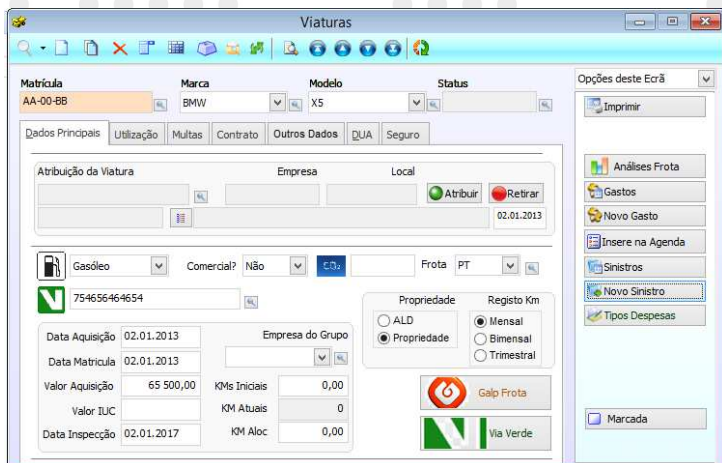 Viaturas
Matrícula Marca Modelo Status
AA-00-BB BMW X5
Dados Principais Utilização Multas Contrato Outros Dados DUA Seguro
Atribuição da Viatura Empresa Local
Atribuir Retirar
02.01.2013
Gasóleo Comercial? Não CO₂ Frota PT
754656464654
Propriedade Registo Km
ALD Mensal
Propriedade Bimensal
Trimestral
Data Aquisição 02.01.2013 Empresa do Grupo
Data Matricula 02.01.2013
Valor Aquisição 65 500,00 KMs Iniciais 0,00
Valor IUC KM Atuais 0
Data Inspecção 02.01.2017 KM Aloc 0,00
Galp Frota
Via Verde
Opções deste Ecrã
Imprimir
Análises Frota
Gastos
Novo Gasto
Insere na Agenda
Sinistros
Novo Sinistro
Tipos Despesas
Marcada